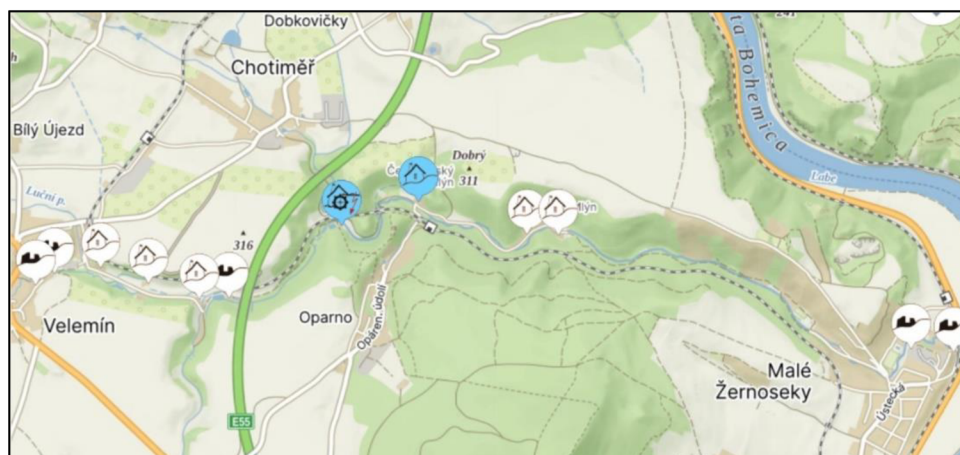 Dobkovičky
Chotiměř
Bílý Újezd
Luční p.
316
Velemín
E55
Oparno
Opáren. údolí
Dobrý
311
Mlýn
ta Bohemica
Labe
Malé
Žernoseky
Ústecká